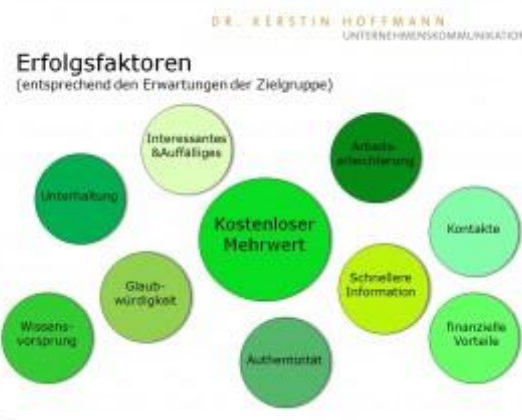 DR. KERSTIN HOFFMANN
UNTERNEHMENSKOMMUNIKATION
Erfolgsfaktoren
(entsprechend den Erwartungen der Zielgruppe)
Interessantes
&Auffälliges
Arbeits-
erleichterung
Unterhaltung
Kostenloser
Mehrwert
Kontakte
Glaub-
würdigkeit
Schnellere
Information
Wissens-
vorsprung
finanzielle
Vorteile
Authentizität